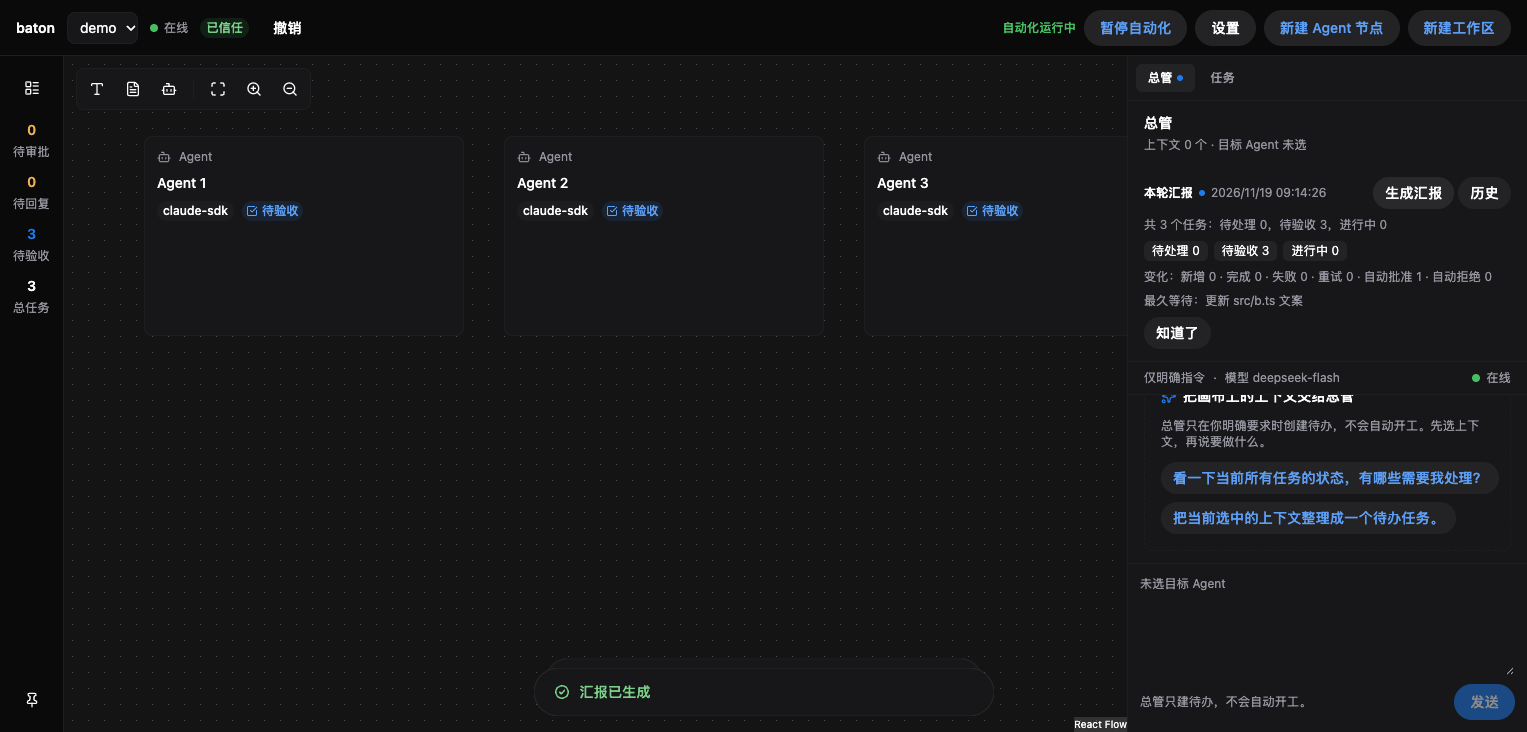 baton demo 在线 已信任 撤销 自动化运行中 暂停自动化 设置 新建 Agent 节点 新建工作区
0
待审批
0
待回复
3
待验收
3
总任务
Agent
Agent 1
claude-sdk 待验收
Agent
Agent 2
claude-sdk 待验收
Agent
Agent 3
claude-sdk 待验收
汇报已生成
React Flow
总管 任务
总管
上下文 0 个 · 目标 Agent 未选
本轮汇报 2026/11/19 09:14:26 生成汇报 历史
共 3 个任务：待处理 0，待验收 3，进行中 0
待处理 0 待验收 3 进行中 0
变化：新增 0 · 完成 0 · 失败 0 · 重试 0 · 自动批准 1 · 自动拒绝 0
最久等待：更新 src/b.ts 文案
知道了
仅明确指令 · 模型 deepseek-flash 在线
把画布上的上下文交给总管
总管只在你明确要求时创建待办，不会自动开工。先选上下
文，再说要做什么。
看一下当前所有任务的状态，有哪些需要我处理？
把当前选中的上下文整理成一个待办任务。
未选目标 Agent
总管只建待办，不会自动开工。 发送